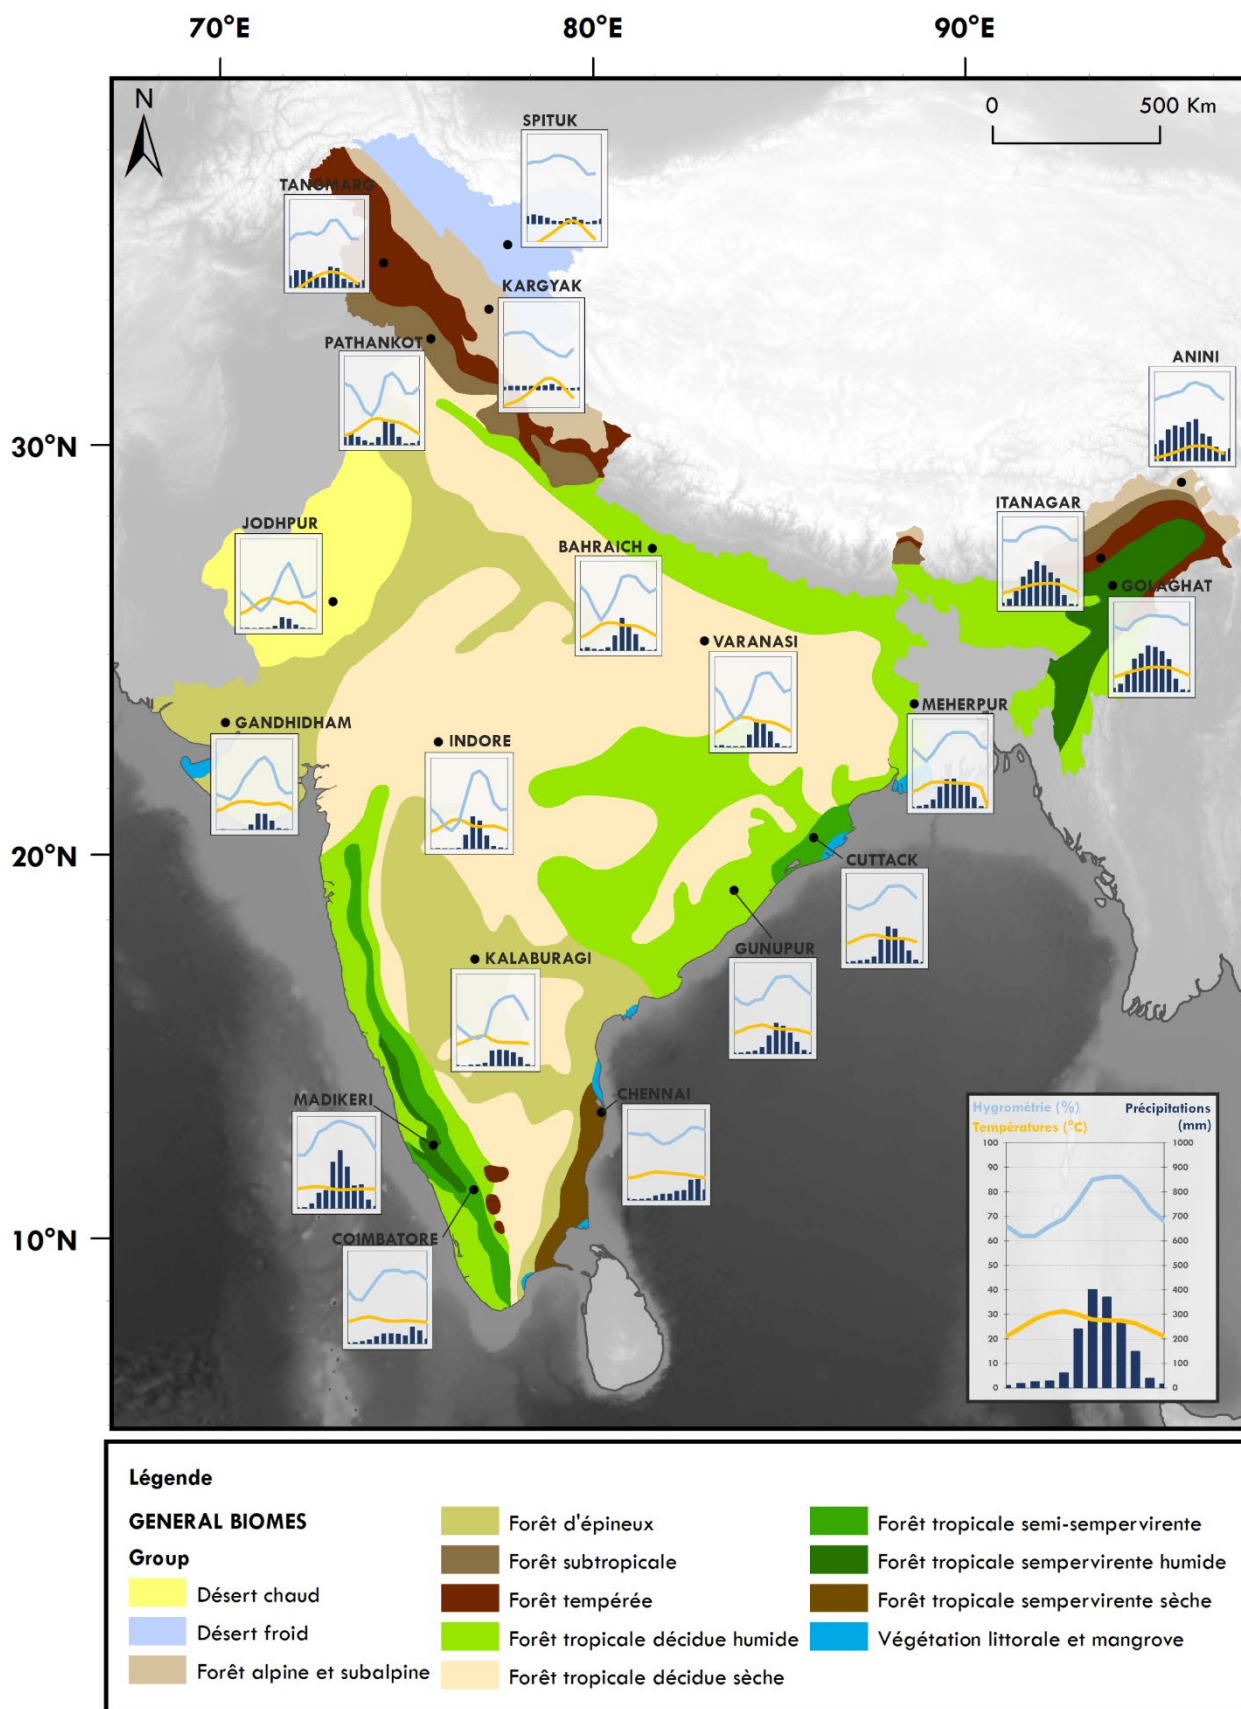 70°E 80°E 90°E
N
0 500 Km
SPITUK
TANGMARG
KARGYAK
PATHANKOT
ANINI
30°N
ITANAGAR
JODHPUR
BAHRAICH
GOLAGHAT
VARANASI
MEHERPUR
GANDHIDHAM
INDORE
20°N
CUTTACK
GUNUPUR
KALABURAGI
MADIKERI
CHENNAI
Hygrométrie (%) Précipitations
Températures (°C) (mm)
100 1000
90 900
80 800
70 700
60 600
50 500
40 400
30 300
20 200
10 100
0 0
10°N
COIMBATORE
Légende
GENERAL BIOMES
Group
Désert chaud
Désert froid
Forêt alpine et subalpine
Forêt d'épineux
Forêt subtropicale
Forêt tempérée
Forêt tropicale décidue humide
Forêt tropicale décidue sèche
Forêt tropicale semi-sempervirente
Forêt tropicale sempervirente humide
Forêt tropicale sempervirente sèche
Végétation littorale et mangrove